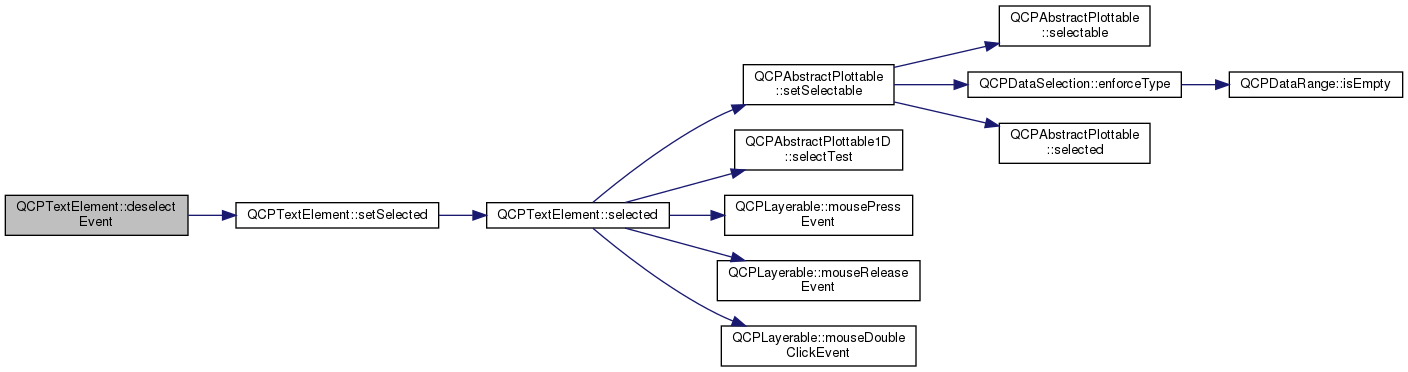 QCPTextElement::deselect
Event
QCPTextElement::setSelected
QCPTextElement::selected
QCPAbstractPlottable
::setSelectable
QCPAbstractPlottable
::selectable
QCPDataSelection::enforceType
QCPDataRange::isEmpty
QCPAbstractPlottable
::selected
QCPAbstractPlottable1D
::selectTest
QCPLayerable::mousePress
Event
QCPLayerable::mouseRelease
Event
QCPLayerable::mouseDouble
ClickEvent